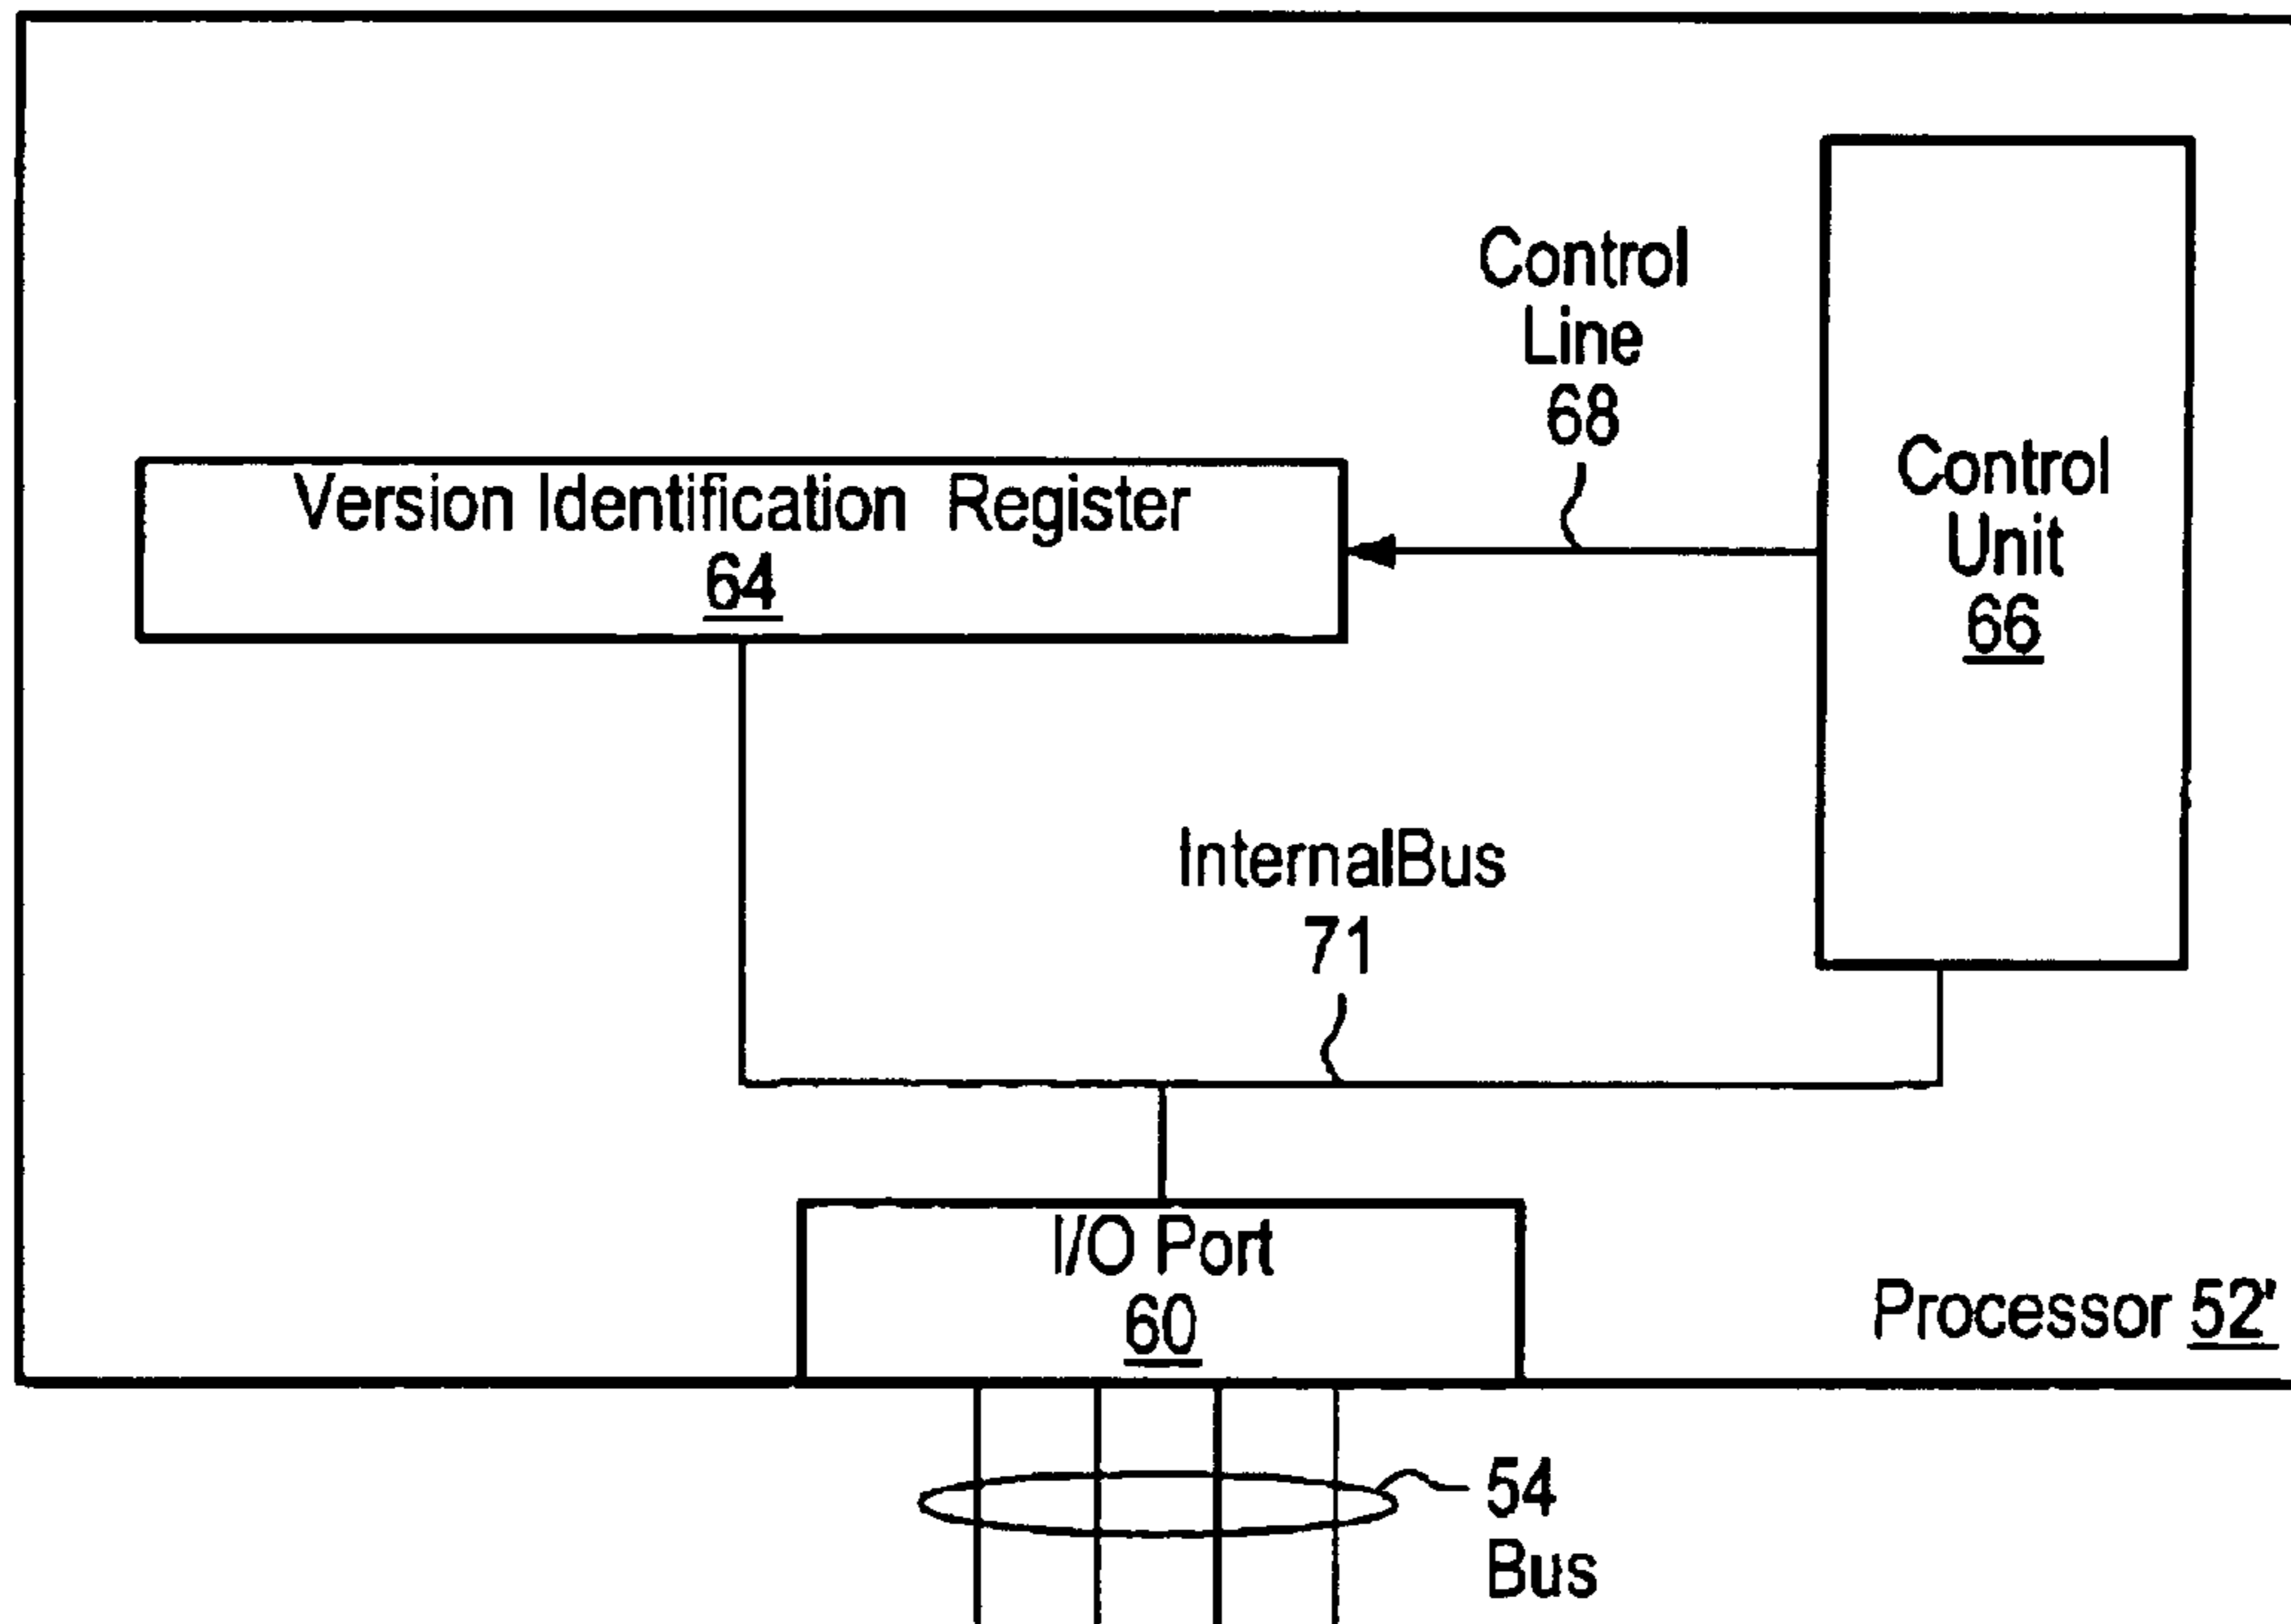 Control
Line
68
Control
Unit
66
Version Identification Register
64
InternalBus
71
I/O Port
60
Processor 52'
54
Bus